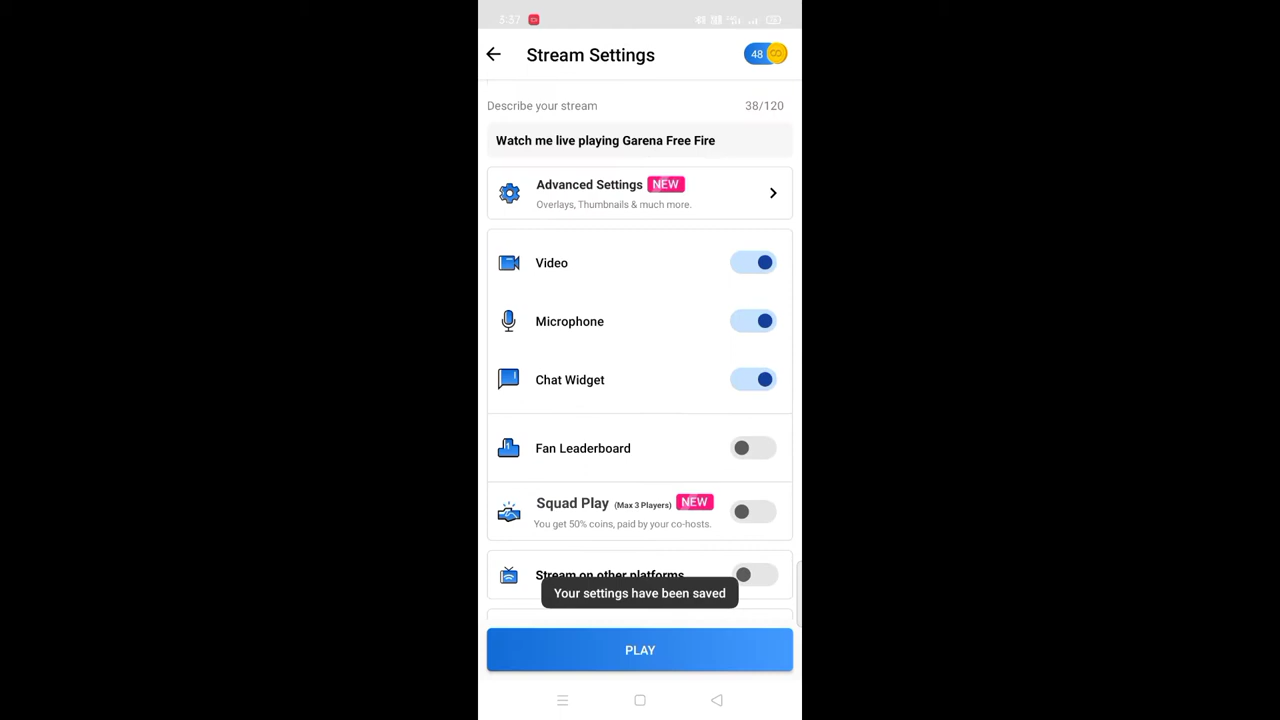 3:37
Stream Settings
48
Describe your stream
38/120
Watch me live playing Garena Free Fire
Advanced Settings NEW
Overlays, Thumbnails & much more.
Video
Microphone
Chat Widget
Fan Leaderboard
Squad Play (Max 3 Players) NEW
You get 50% coins, paid by your co-hosts.
Stream on other platforms
Your settings have been saved
PLAY